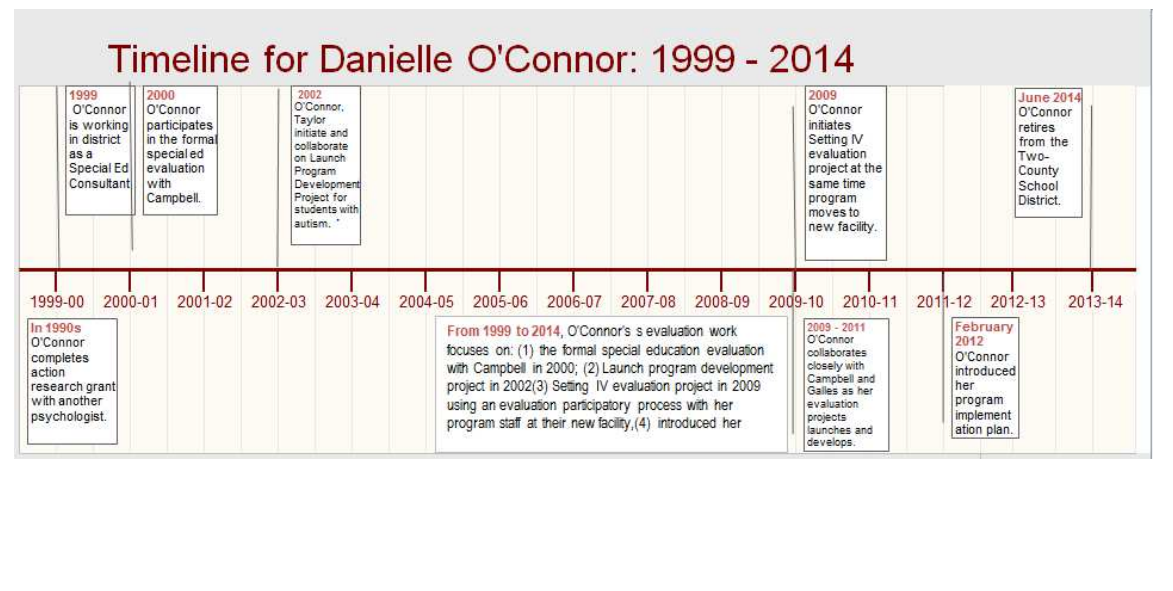 Timeline for Danielle O'Connor: 1999 - 2014
1999
O'Connor
is working
in district
as a
Special Ed
Consultant
2000
O'Connor
participates
in the formal
special ed
evaluation
with
Campbell.
2002
O'Connor,
Taylor
initiate and
collaborate
on Launch
Program
Development
Project for
students with
autism. "
2009
O'Connor
initiates
Setting IV
evaluation
project at the
same time
program
moves to
new facility.
June 2014
O'Connor
retires
from the
Two-
County
School
District.
1999-00 2000-01 2001-02 2002-03 2003-04 2004-05 2005-06 2006-07 2007-08 2008-09 2009-10 2010-11 2011-12 2012-13 2013-14
In 1990s
O'Connor
completes
action
research grant
with another
psychologist.
From 1999 to 2014, O'Connor's s evaluation work
focuses on: (1) the formal special education evaluation
with Campbell in 2000; (2) Launch program development
project in 2002(3) Setting IV evaluation project in 2009
using an evaluation participatory process with her
program staff at their new facility,(4) introduced her
2009 - 2011
O'Connor
collaborates
closely with
Campbell and
Galles as her
evaluation
projects
launches and
develops.
February
2012
O'Connor
introduced
her
program
implement
ation plan.